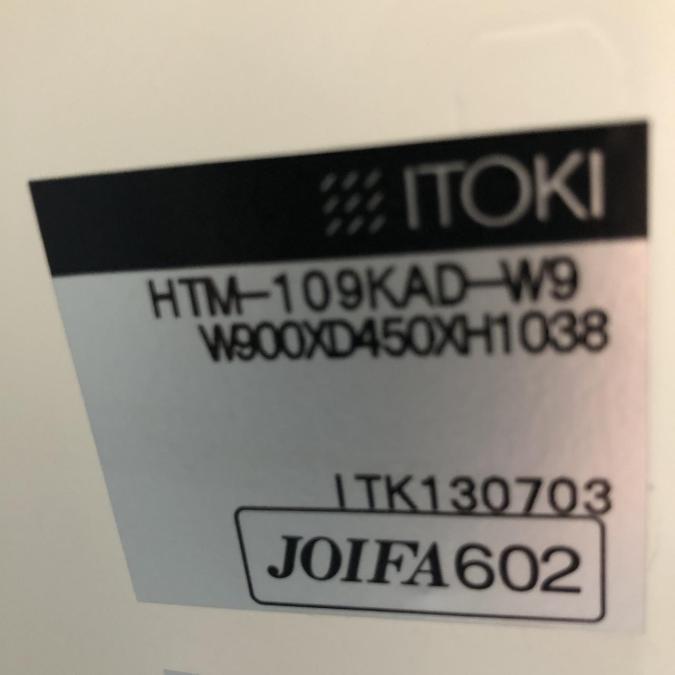 ITOKI
HTM-109KAD-W9
W900XD450XH1038
ITK130703
JOIFA602